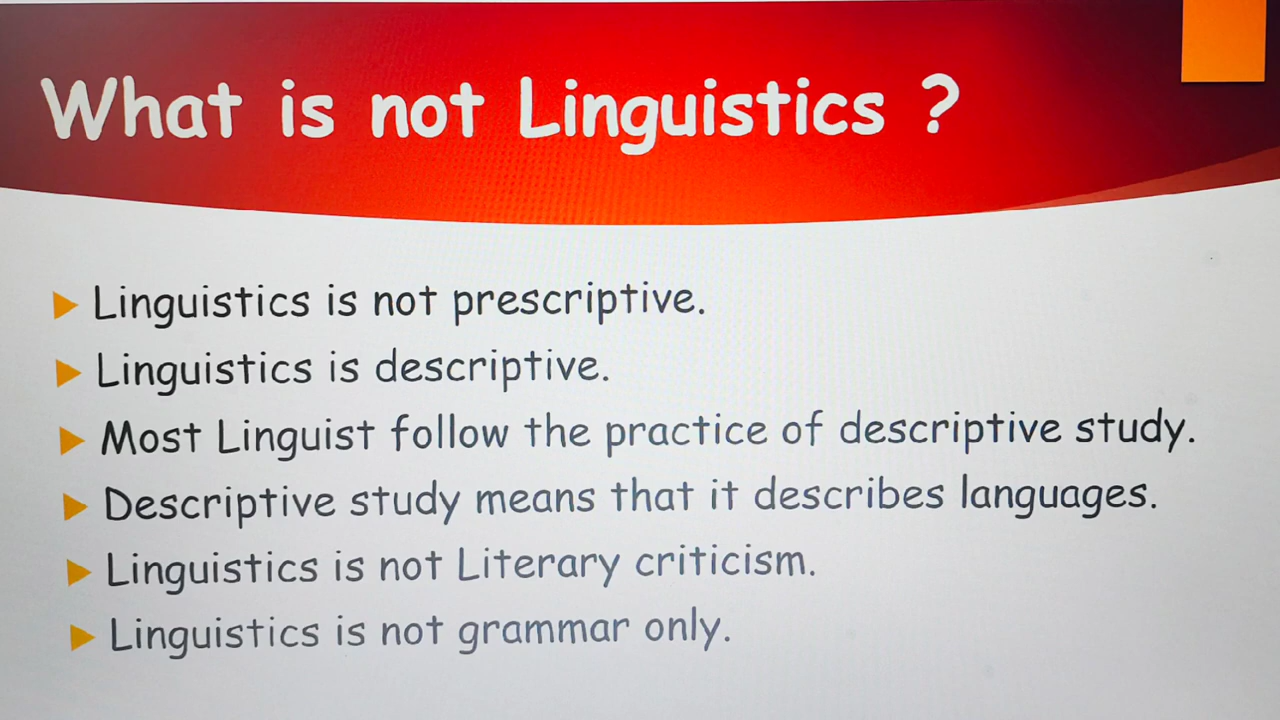 What is not Linguistics ?
Linguistics is not prescriptive.
Linguistics is descriptive.
Most Linguist follow the practice of descriptive study.
Descriptive study means that it describes languages.
Linguistics is not Literary criticism.
Linguistics is not grammar only.